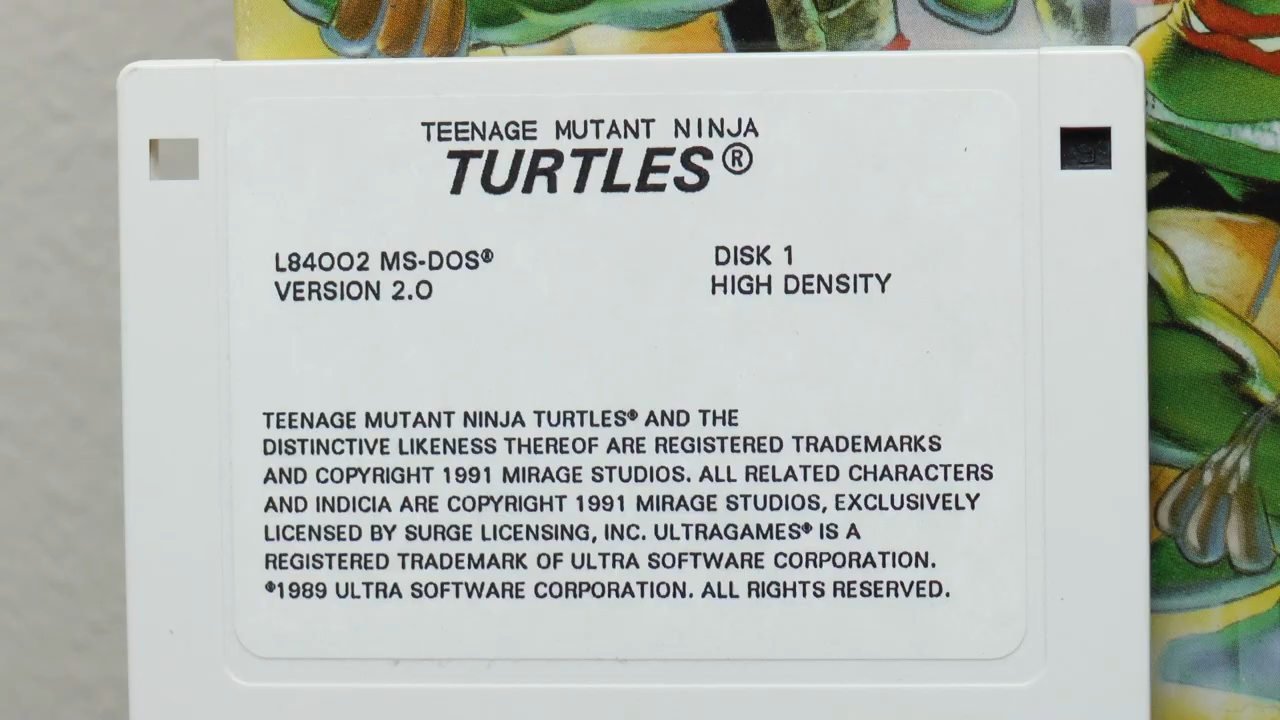 TEENAGE MUTANT NINJA
TURTLES®
L84002 MS-DOS®
VERSION 2.0
DISK 1
HIGH DENSITY
TEENAGE MUTANT NINJA TURTLES® AND THE
DISTINCTIVE LIKENESS THEREOF ARE REGISTERED TRADEMARKS
AND COPYRIGHT 1991 MIRAGE STUDIOS. ALL RELATED CHARACTERS
AND INDICIA ARE COPYRIGHT 1991 MIRAGE STUDIOS, EXCLUSIVELY
LICENSED BY SURGE LICENSING, INC. ULTRAGAMES® IS A
REGISTERED TRADEMARK OF ULTRA SOFTWARE CORPORATION.
®1989 ULTRA SOFTWARE CORPORATION. ALL RIGHTS RESERVED.